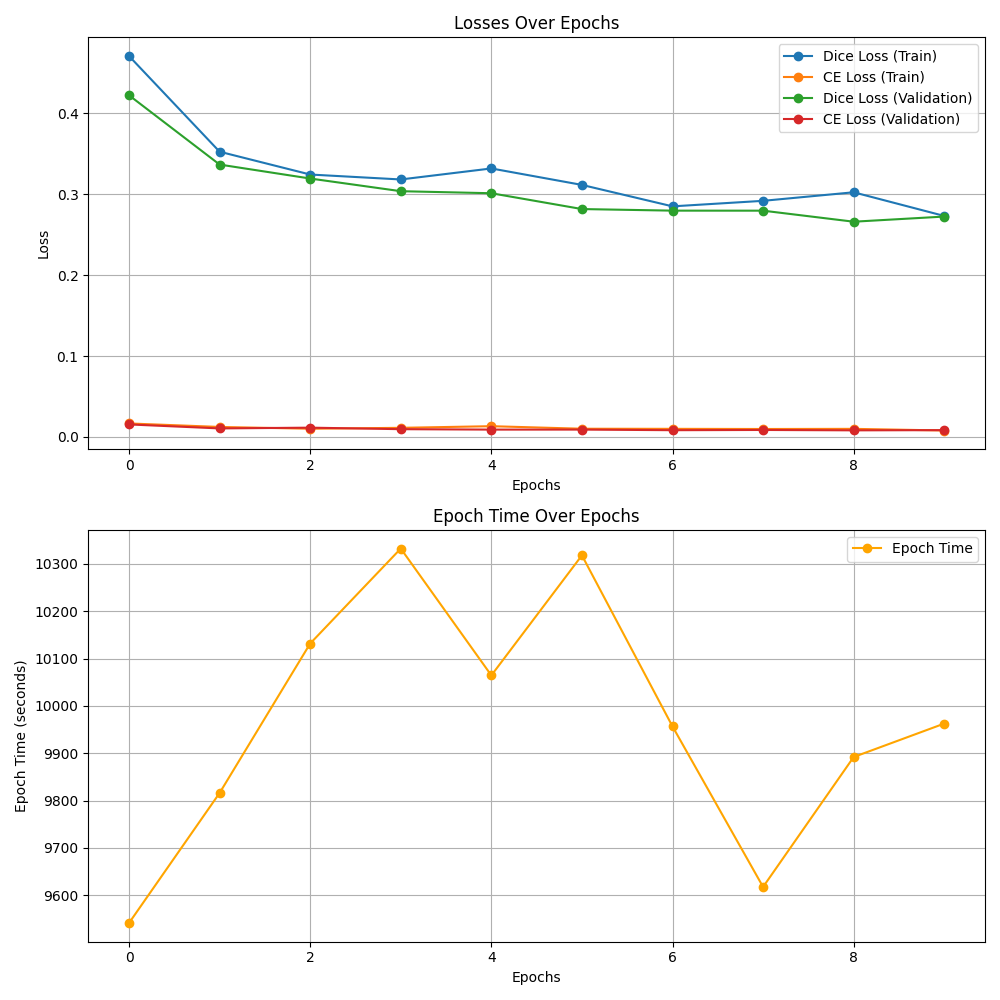 Losses Over Epochs
Dice Loss (Train)
CE Loss (Train)
Dice Loss (Validation)
CE Loss (Validation)
Loss
0.4
0.3
0.2
0.1
0.0
0 2 4 6 8
Epochs
Epoch Time Over Epochs
Epoch Time
Epoch Time (seconds)
10300
10200
10100
10000
9900
9800
9700
9600
0 2 4 6 8
Epochs